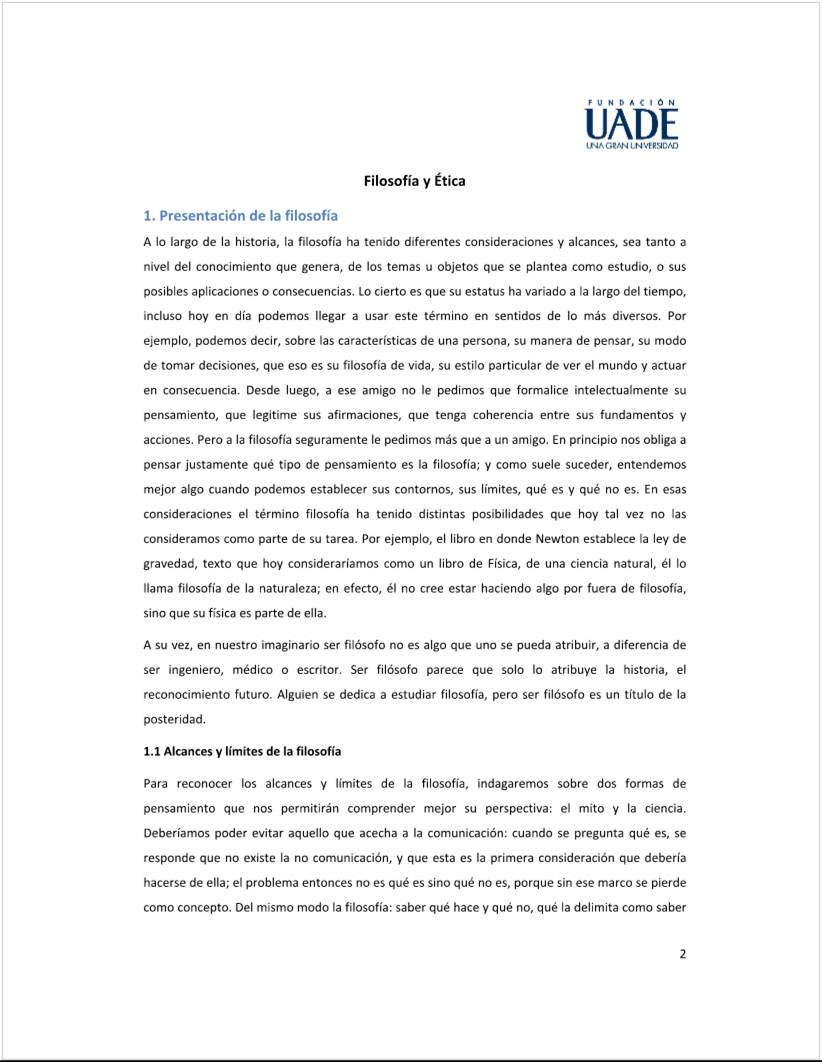 FUNDACIÓN
UADE
UNA GRAN UNIVERSIDAD
Filosofía y Ética
1. Presentación de la filosofía
A lo largo de la historia, la filosofía ha tenido diferentes consideraciones y alcances, sea tanto a
nivel del conocimiento que genera, de los temas u objetos que se plantea como estudio, o sus
posibles aplicaciones o consecuencias. Lo cierto es que su estatus ha variado a la largo del tiempo,
incluso hoy en día podemos llegar a usar este término en sentidos de lo más diversos. Por
ejemplo, podemos decir, sobre las características de una persona, su manera de pensar, su modo
de tomar decisiones, que eso es su filosofía de vida, su estilo particular de ver el mundo y actuar
en consecuencia. Desde luego, a ese amigo no le pedimos que formalice intelectualmente su
pensamiento, que legitime sus afirmaciones, que tenga coherencia entre sus fundamentos y
acciones. Pero a la filosofía seguramente le pedimos más que a un amigo. En principio nos obliga a
pensar justamente qué tipo de pensamiento es la filosofía; y como suele suceder, entendemos
mejor algo cuando podemos establecer sus contornos, sus límites, qué es y qué no es. En esas
consideraciones el término filosofía ha tenido distintas posibilidades que hoy tal vez no las
consideramos como parte de su tarea. Por ejemplo, el libro en donde Newton establece la ley de
gravedad, texto que hoy consideraríamos como un libro de Física, de una ciencia natural, él lo
llama filosofía de la naturaleza; en efecto, él no cree estar haciendo algo por fuera de filosofía,
sino que su física es parte de ella.
A su vez, en nuestro imaginario ser filósofo no es algo que uno se pueda atribuir, a diferencia de
ser ingeniero, médico o escritor. Ser filósofo parece que solo lo atribuye la historia, el
reconocimiento futuro. Alguien se dedica a estudiar filosofía, pero ser filósofo es un título de la
posteridad.
1.1 Alcances y límites de la filosofía
Para reconocer los alcances y límites de la filosofía, indagaremos sobre dos formas de
pensamiento que nos permitirán comprender mejor su perspectiva: el mito y la ciencia.
Deberíamos poder evitar aquello que acecha a la comunicación: cuando se pregunta qué es, se
responde que no existe la no comunicación, y que esta es la primera consideración que debería
hacerse de ella; el problema entonces no es qué es sino qué no es, porque sin ese marco se pierde
como concepto. Del mismo modo la filosofía: saber qué hace y qué no, qué la delimita como saber
2